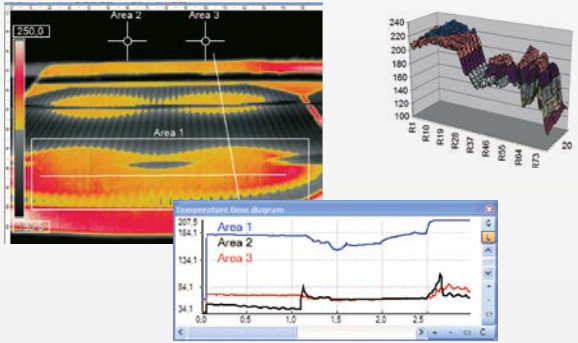 Area 2
Area 3
250,0
Area 1
240
220
200
180
160
140
120
100
R1
R10
R19
R28
R37
R46
R55
R64
R73
20
Temperature time diagram
207,5
184,1
134,1
84,1
34,1
Area 1
Area 2
Area 3
0,0
0,5
1,0
1,5
2,0
2,5